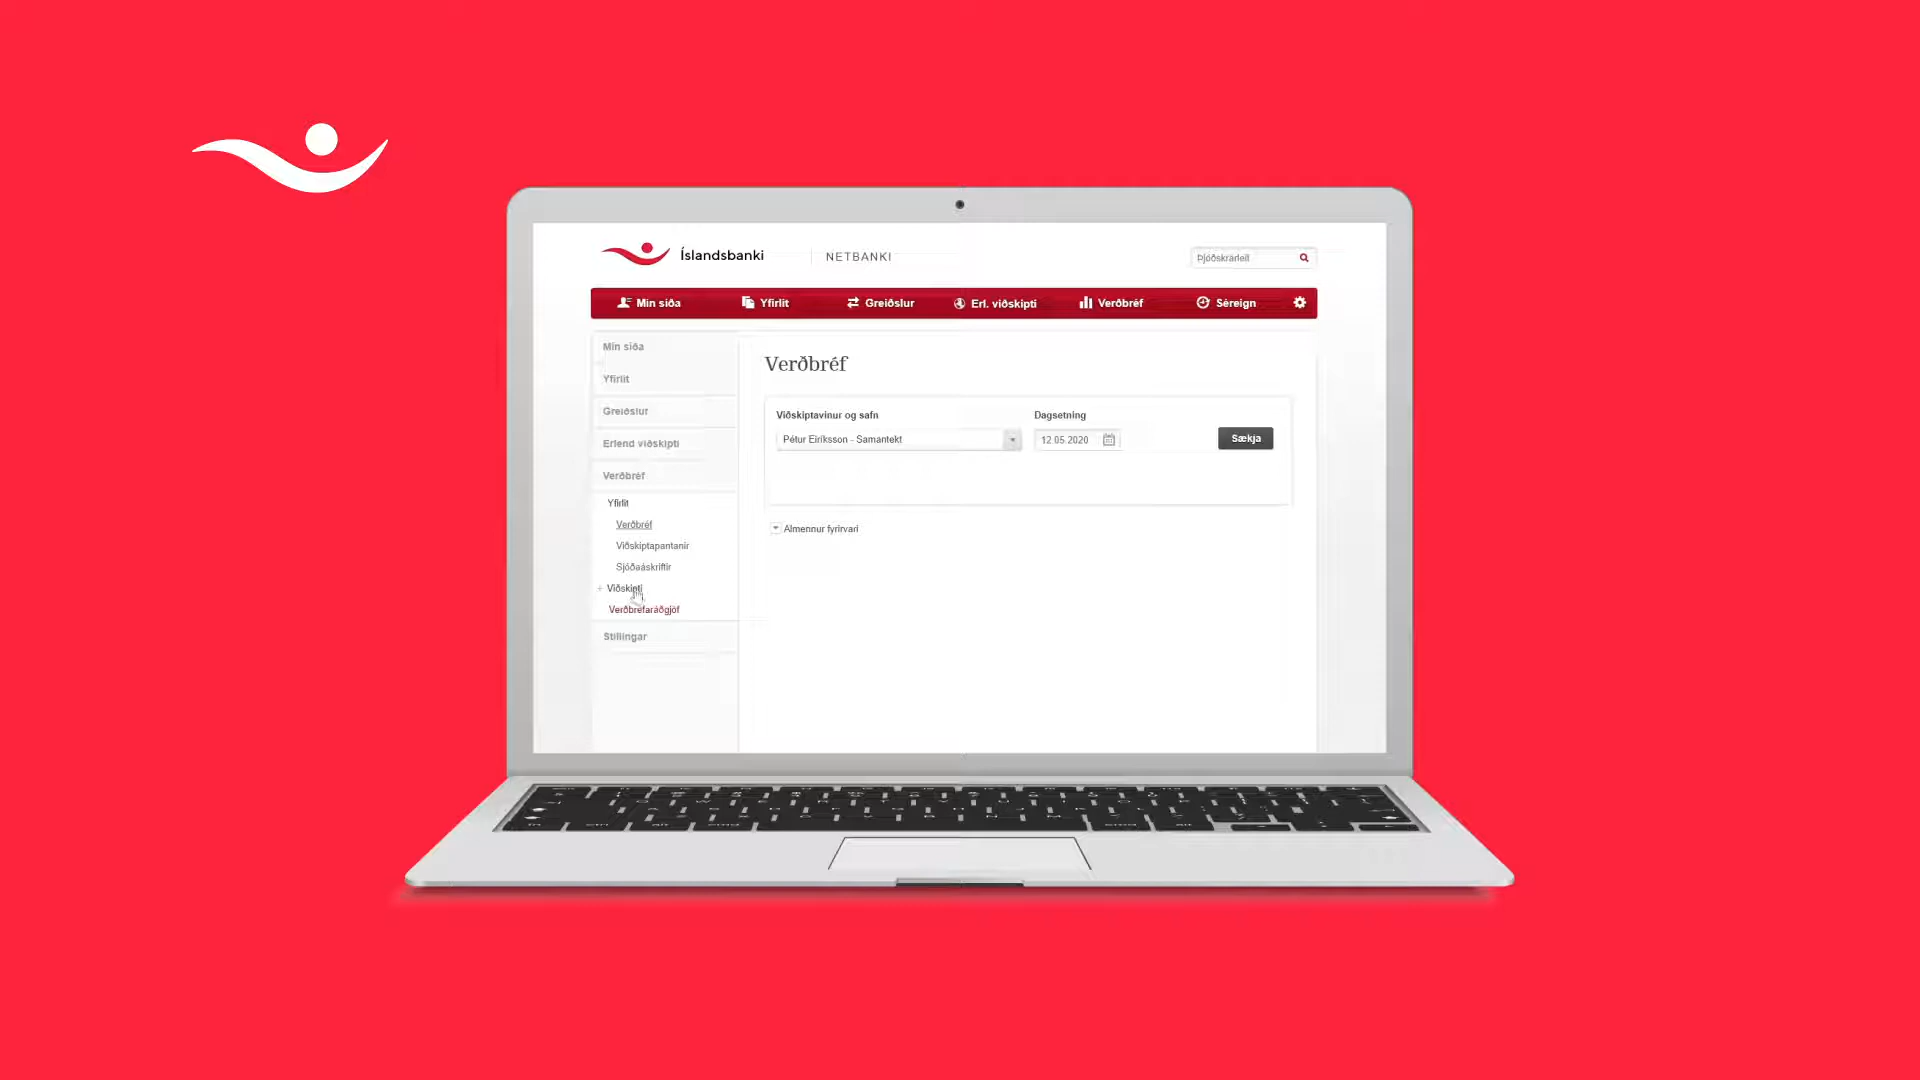 Íslandsbanki
NETBANKI
Þjóðskrárleit
Mín síða
Yfirlit
Greiðslur
Erl. viðskipti
Verðbréf
Séreign
Mín síða
Yfirlit
Greiðslur
Erlend viðskipti
Verðbréf
Yfirlit
Verðbréf
Viðskiptapantanir
Sjóðaáskriftir
Viðskipti
Verðbréfaráðgjöf
Stillingar
Verðbréf
Viðskiptavinur og safn
Dagsetning
Pétur Eiríksson - Samantekt
12.05.2020
Sækja
Almennur fyrirvari